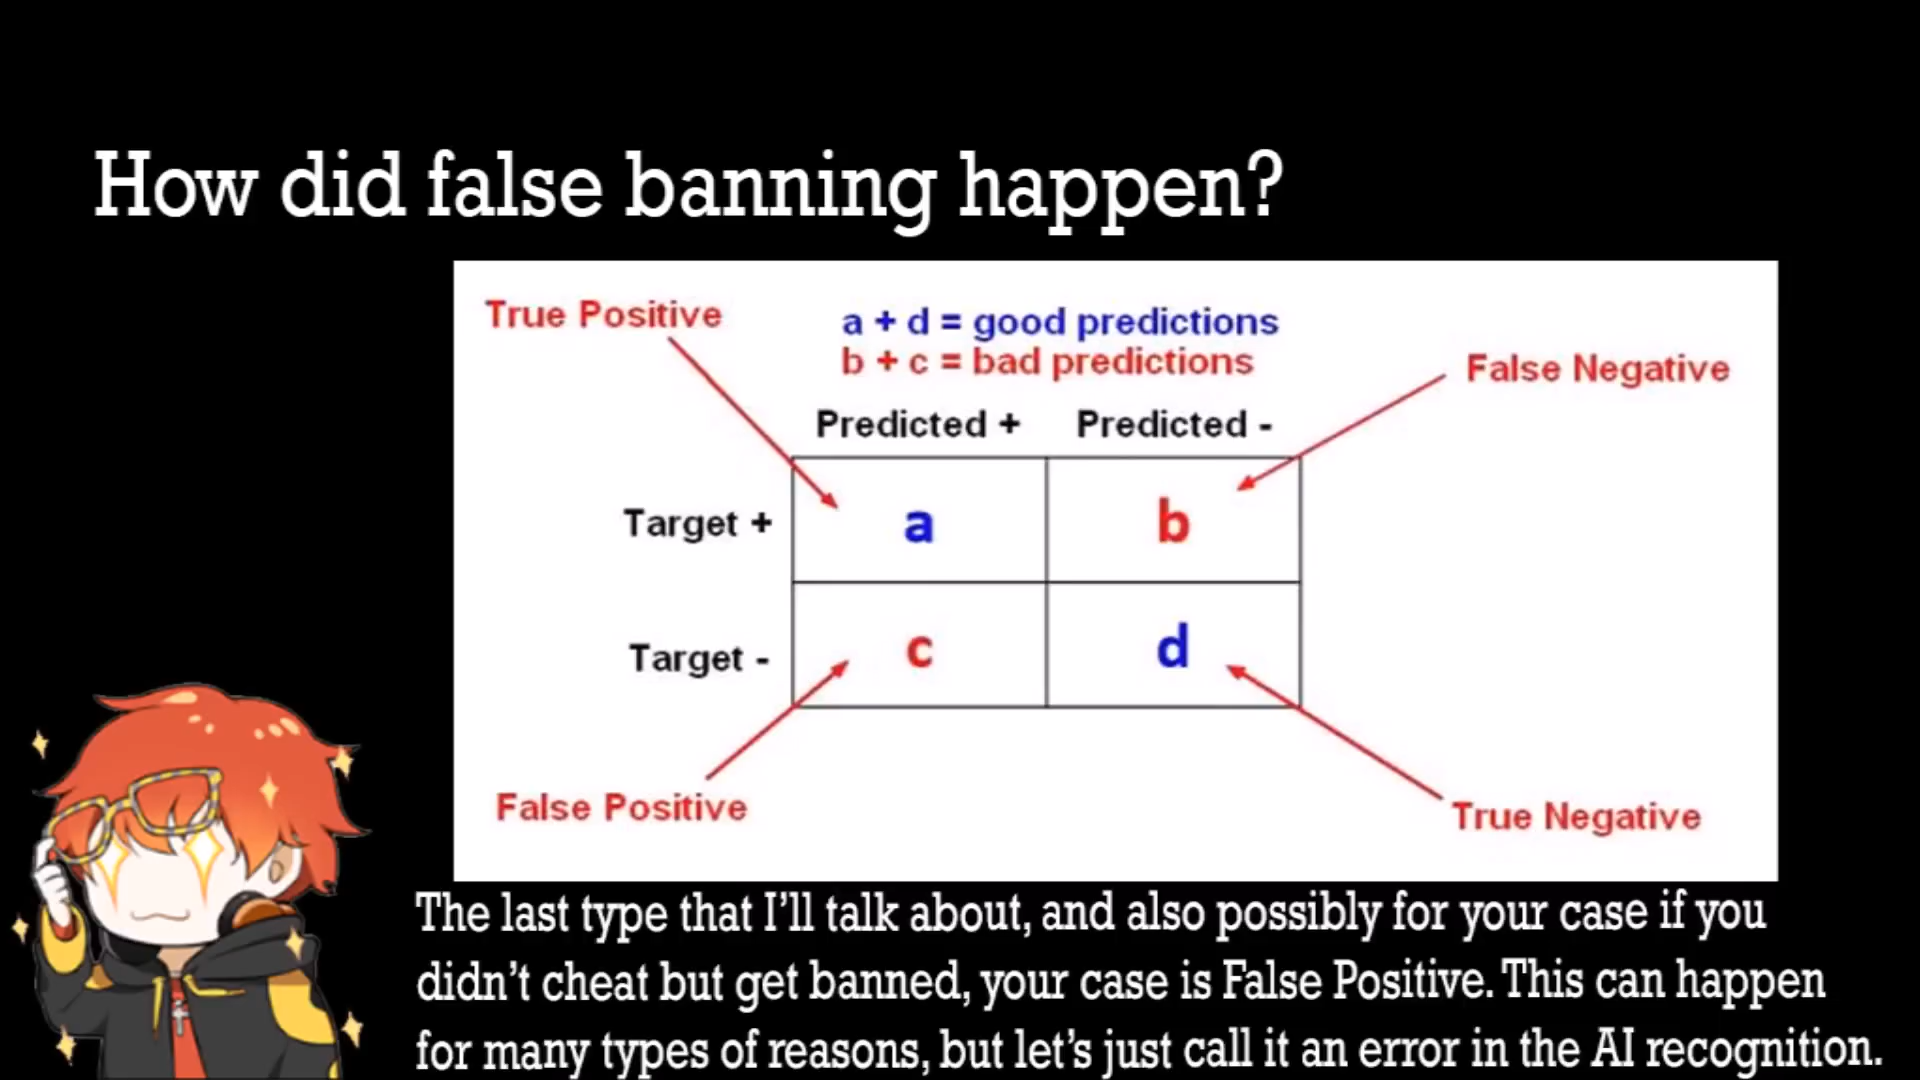 How did false banning happen?
True Positive
a + d = good predictions
b + c = bad predictions
False Negative
Predicted + Predicted -
Target + a b
Target - c d
False Positive
True Negative
The last type that I'll talk about, and also possibly for your case if you
didn't cheat but get banned, your case is False Positive. This can happen
for many types of reasons, but let's just call it an error in the AI recognition.